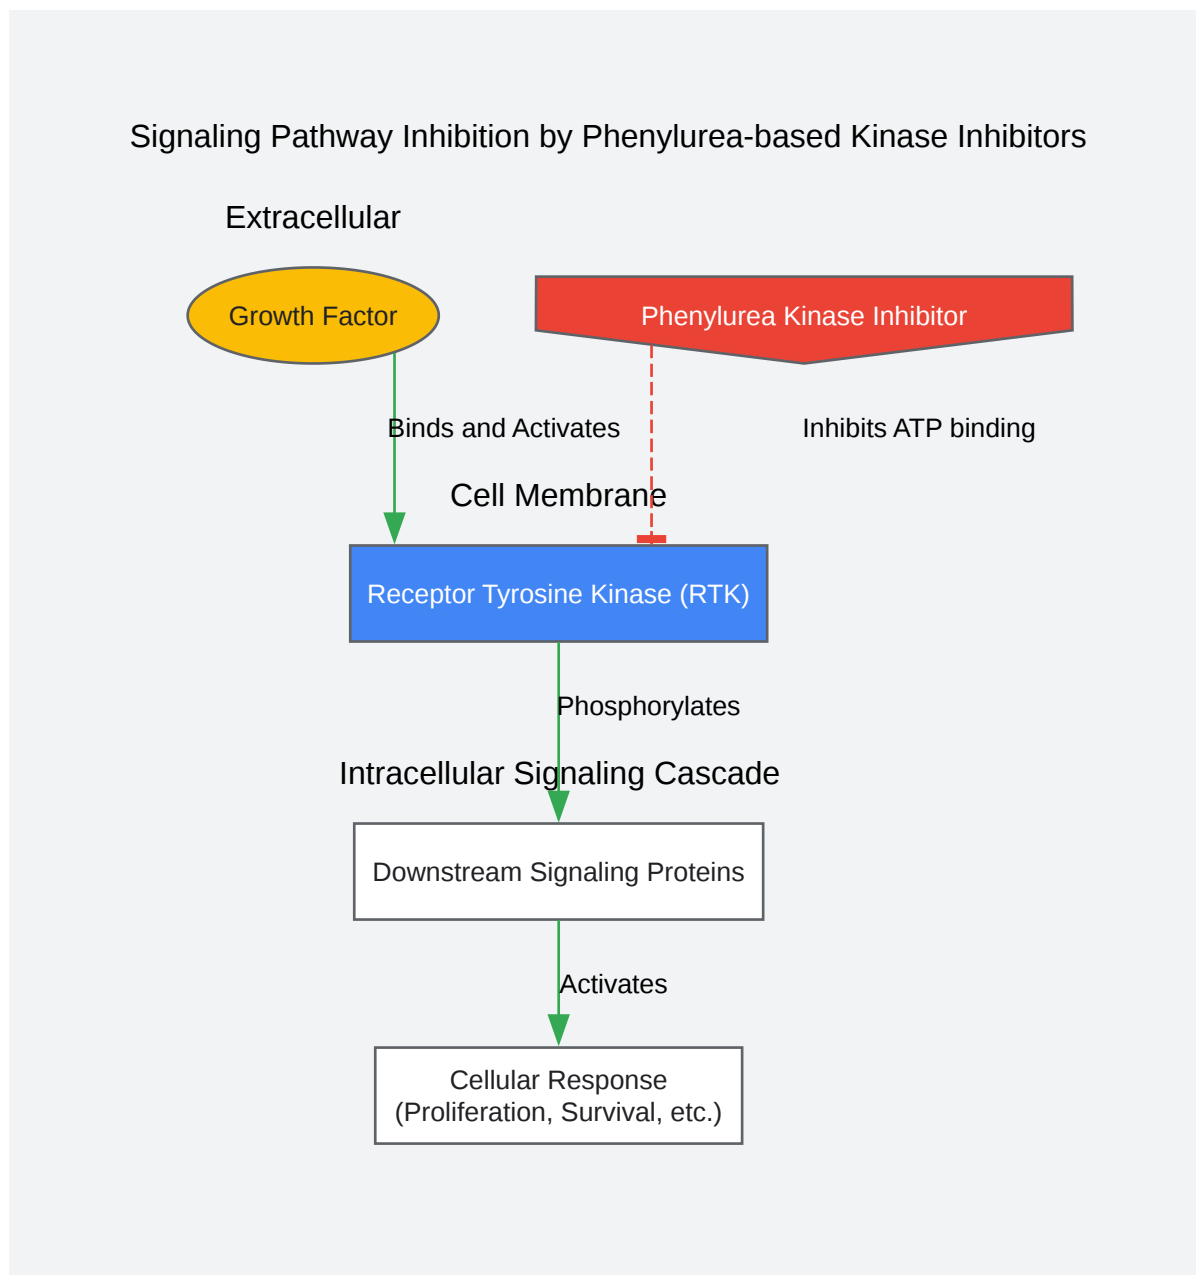 Signaling Pathway Inhibition by Phenylurea-based Kinase Inhibitors
Extracellular
Growth Factor
Phenylurea Kinase Inhibitor
Binds and Activates
Inhibits ATP binding
Cell Membrane
Receptor Tyrosine Kinase (RTK)
Phosphorylates
Intracellular Signaling Cascade
Downstream Signaling Proteins
Activates
Cellular Response
(Proliferation, Survival, etc.)